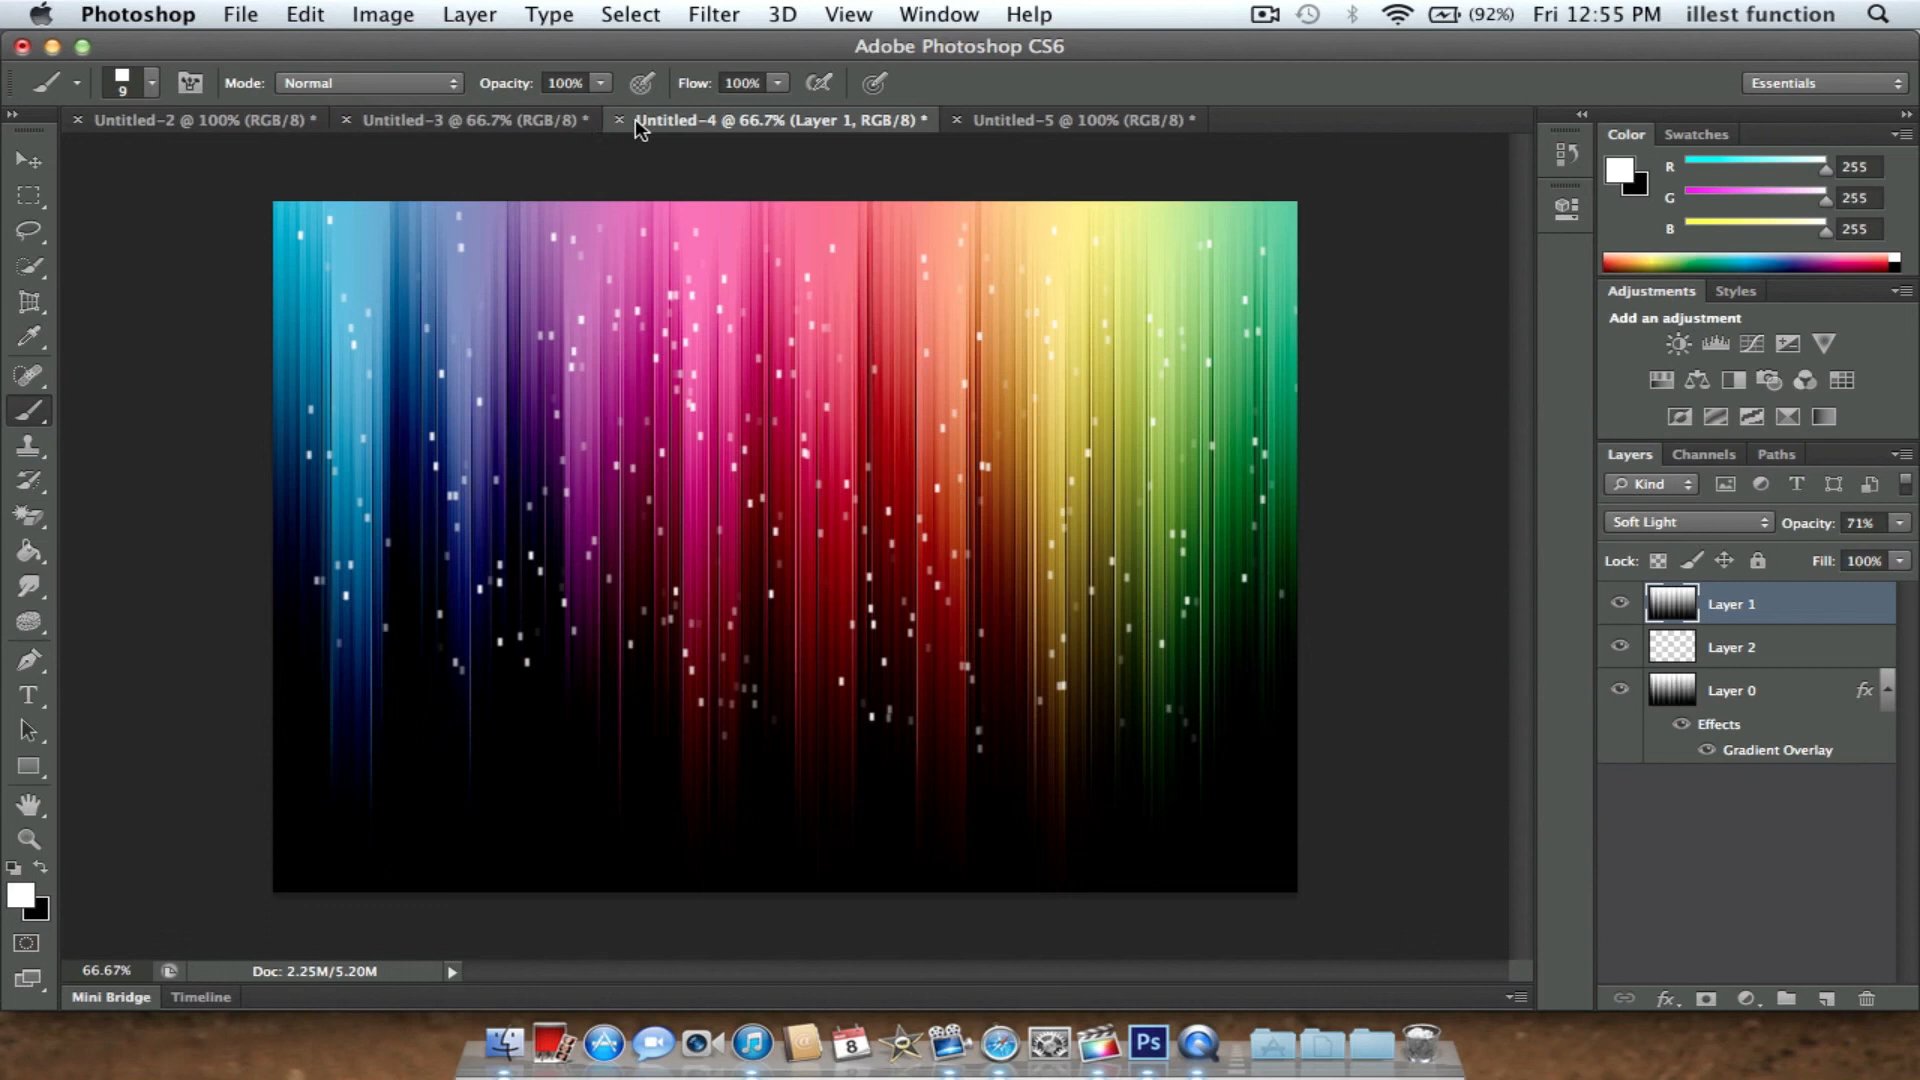 Photoshop File Edit Image Layer Type Select Filter 3D View Window Help (92%) Fri 12:55 PM illest function
Adobe Photoshop CS6
9 Mode: Normal Opacity: 100% Flow: 100% Essentials
Untitled-2 @ 100% (RGB/8) * Untitled-3 @ 66.7% (RGB/8) * Untitled-4 @ 66.7% (Layer 1, RGB/8) * Untitled-5 @ 100% (RGB/8) *
Color Swatches
R 255
G 255
B 255
Adjustments Styles
Add an adjustment
Layers Channels Paths
Kind
Soft Light Opacity: 71%
Lock: Fill: 100%
Layer 1
Layer 2
Layer 0 fx
Effects
Gradient Overlay
66.67% Doc: 2.25M/5.20M
Mini Bridge Timeline
fx
8 Ps